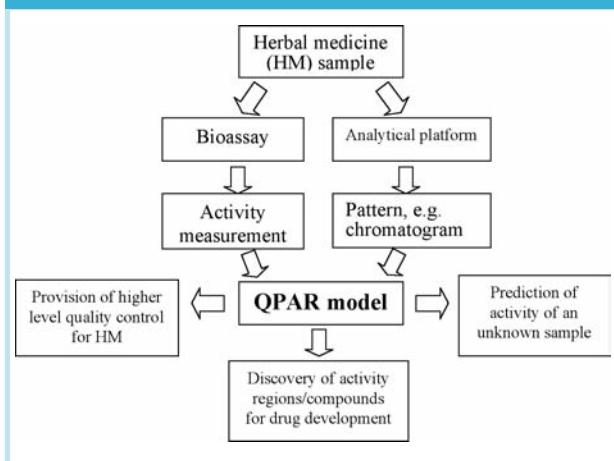 Herbal medicine
(HM) sample
Bioassay
Analytical platform
Activity
measurement
Pattern, e.g.
chromatogram
Provision of higher
level quality control
for HM
QPAR model
Prediction of
activity of an
unknown sample
Discovery of activity
regions/compounds
for drug development